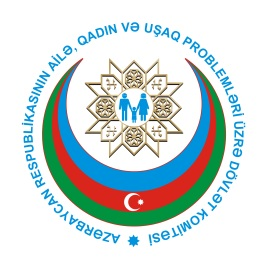 AZƏRBAYCAN RESPUBLİKASININ AİLƏ, QADIN VƏ UŞAQ PROBLEMLƏRİ ÜZRƏ DÖVLƏT KOMİTƏSİ